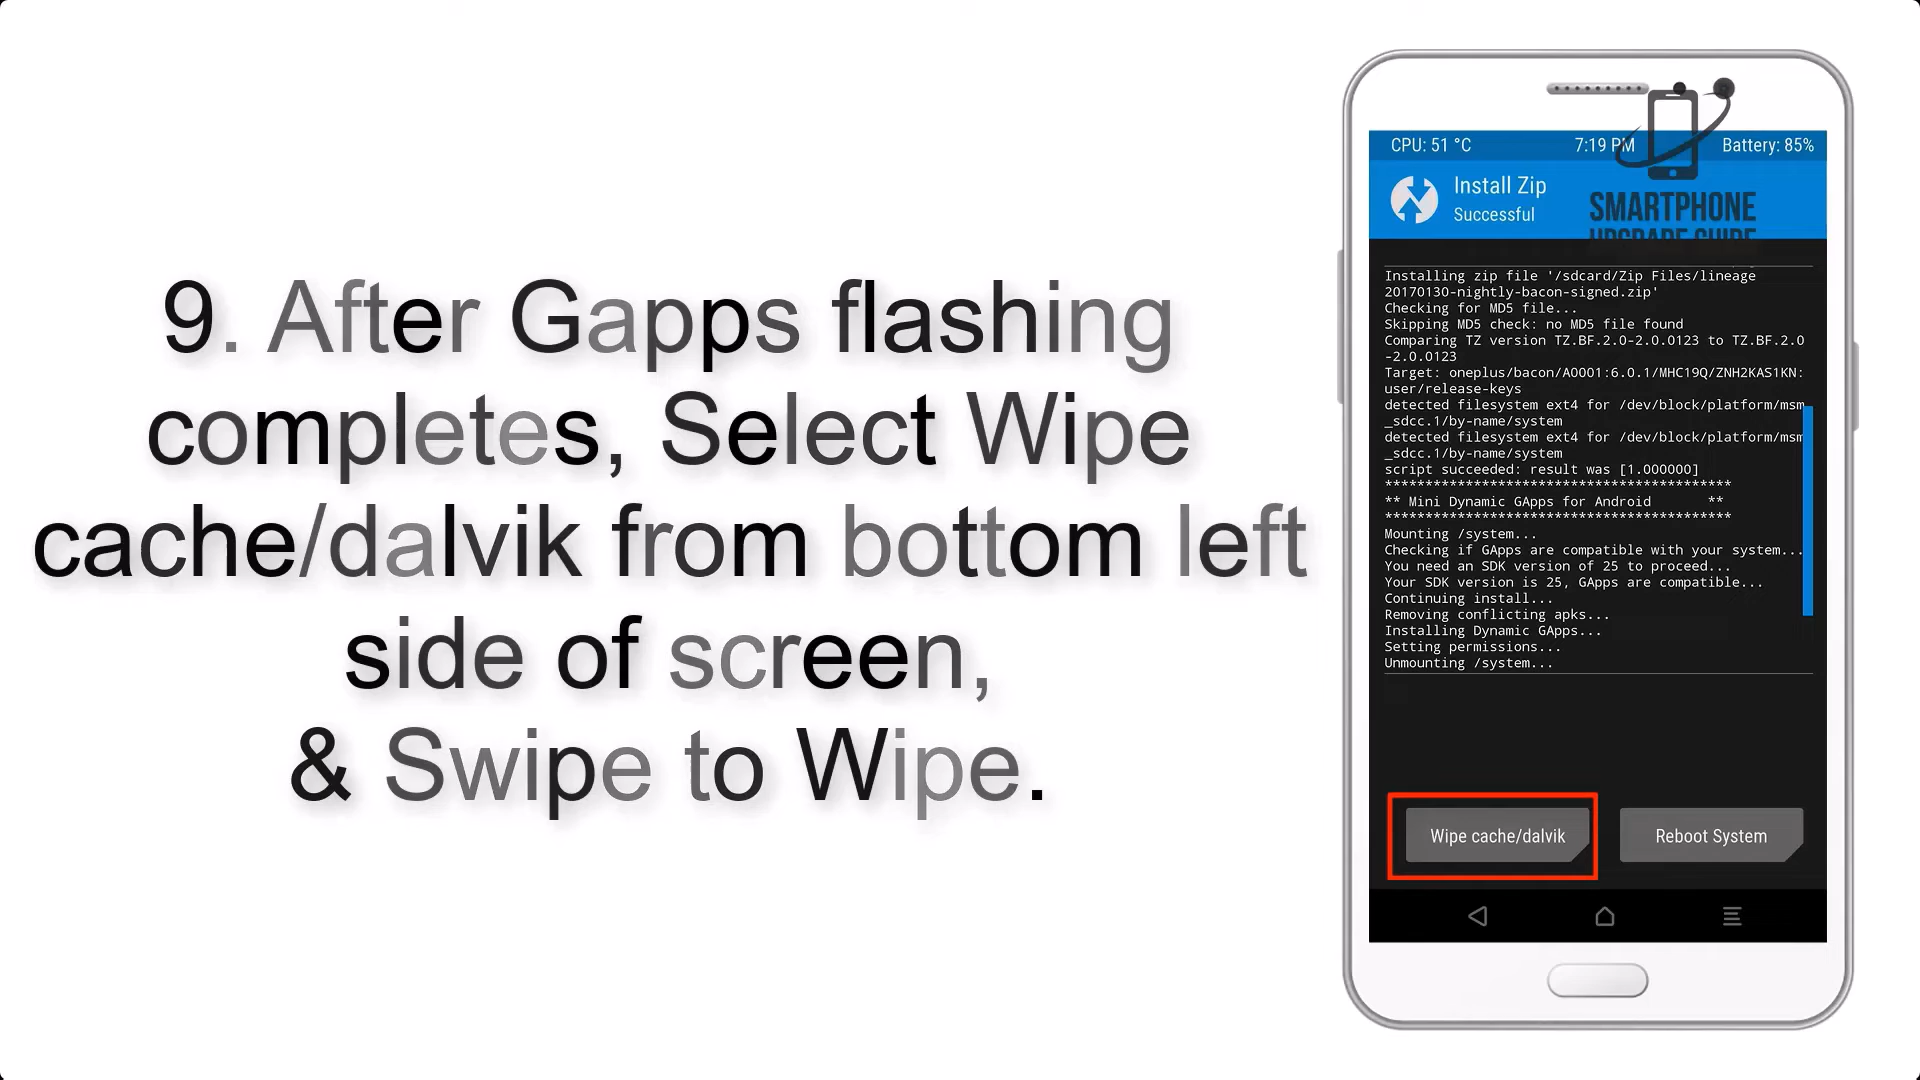 9. After Gapps flashing
completes, Select Wipe
cache/dalvik from bottom left
side of screen,
& Swipe to Wipe.
CPU: 51 °C 7:19 PM Battery: 85%
Install Zip
Successful
SMARTPHONE
UPGRADE GUIDE
Installing zip file '/sdcard/Zip Files/lineage
20170130-nightly-bacon-signed.zip'
Checking for MD5 file...
Skipping MD5 check: no MD5 file found
Comparing TZ version TZ.BF.2.0-2.0.0123 to TZ.BF.2.0
-2.0.0123
Target: oneplus/bacon/A0001:6.0.1/MHC19Q/ZNH2KAS1KN:
user/release-keys
detected filesystem ext4 for /dev/block/platform/msm
_sdcc.1/by-name/system
detected filesystem ext4 for /dev/block/platform/msm
_sdcc.1/by-name/system
script succeeded: result was [1.000000]
*******************************************
** Mini Dynamic GApps for Android **
*******************************************
Mounting /system...
Checking if GApps are compatible with your system...
You need an SDK version of 25 to proceed...
Your SDK version is 25, GApps are compatible...
Continuing install...
Removing conflicting apks...
Installing Dynamic GApps...
Setting permissions...
Unmounting /system...
Wipe cache/dalvik
Reboot System